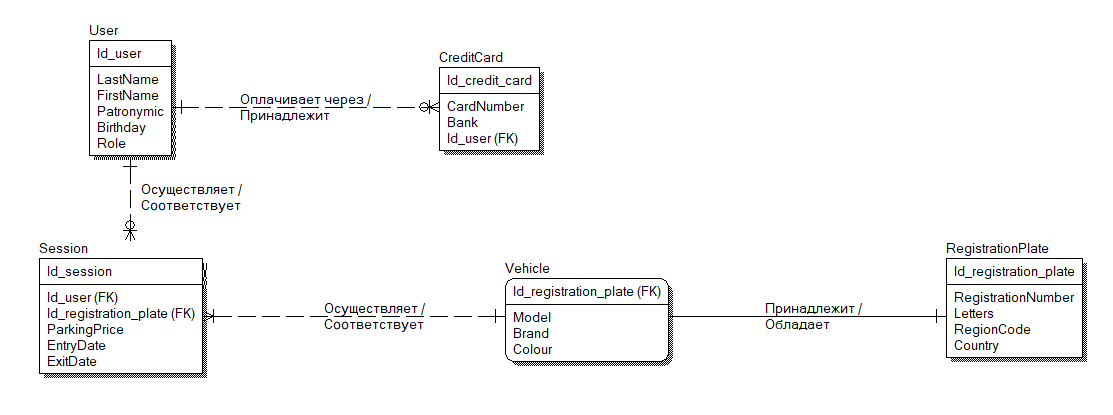 User
Id_user
LastName
FirstName
Patronymic
Birthday
Role
Оплачивает через /
Принадлежит
CreditCard
Id_credit_card
CardNumber
Bank
Id_user (FK)
Осуществляет /
Соответствует
Session
Id_session
Id_user (FK)
Id_registration_plate (FK)
ParkingPrice
EntryDate
ExitDate
Осуществляет /
Соответствует
Vehicle
Id_registration_plate (FK)
Model
Brand
Colour
Принадлежит /
Обладает
RegistrationPlate
Id_registration_plate
RegistrationNumber
Letters
RegionCode
Country